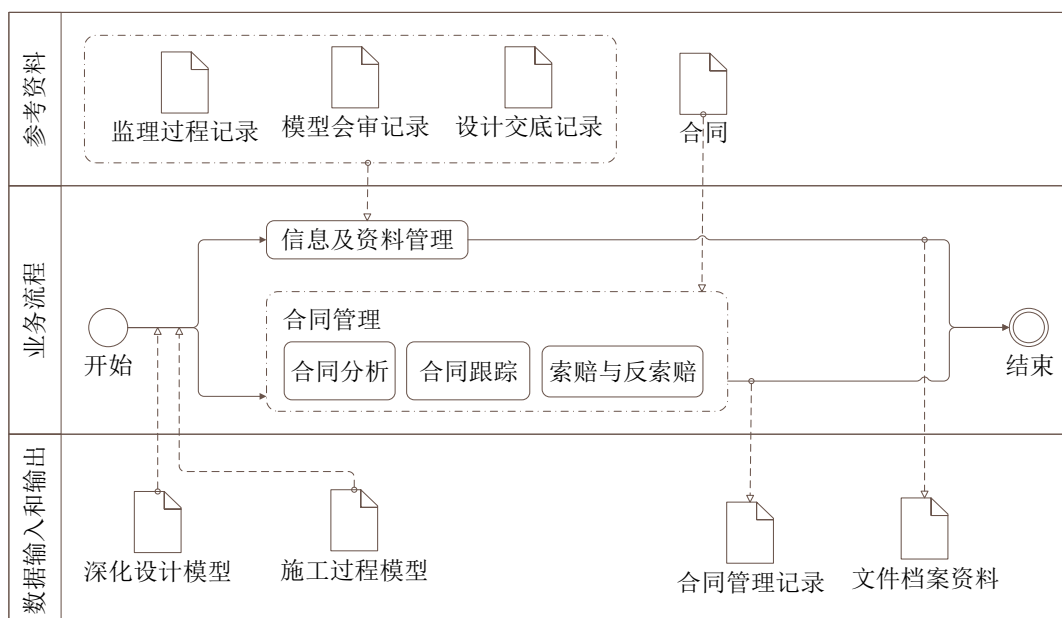 参考资料
监理过程记录
模型会审记录
设计交底记录
合同
业务流程
信息及资料管理
开始
合同管理
合同分析
合同跟踪
索赔与反索赔
结束
数据输入和输出
深化设计模型
施工过程模型
合同管理记录
文件档案资料